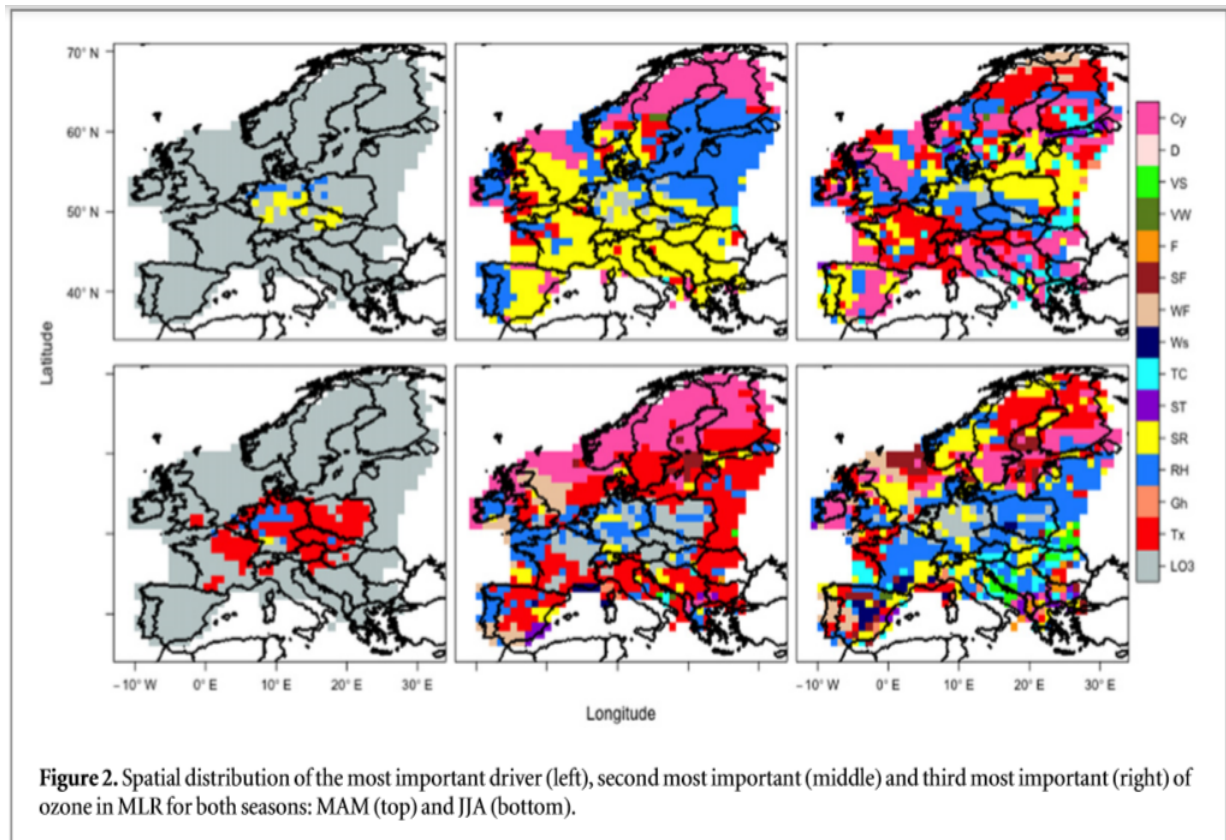 70° N
60° N
50° N
40° N
Latitude
Cy
D
VS
VW
F
SF
WF
Ws
TC
ST
SR
RH
Gh
Tx
LO3
−10° W 0° E 10° E 20° E 30° E
−10° W 0° E 10° E 20° E 30° E
Longitude
Figure 2. Spatial distribution of the most important driver (left), second most important (middle) and third most important (right) of
ozone in MLR for both seasons: MAM (top) and JJA (bottom).